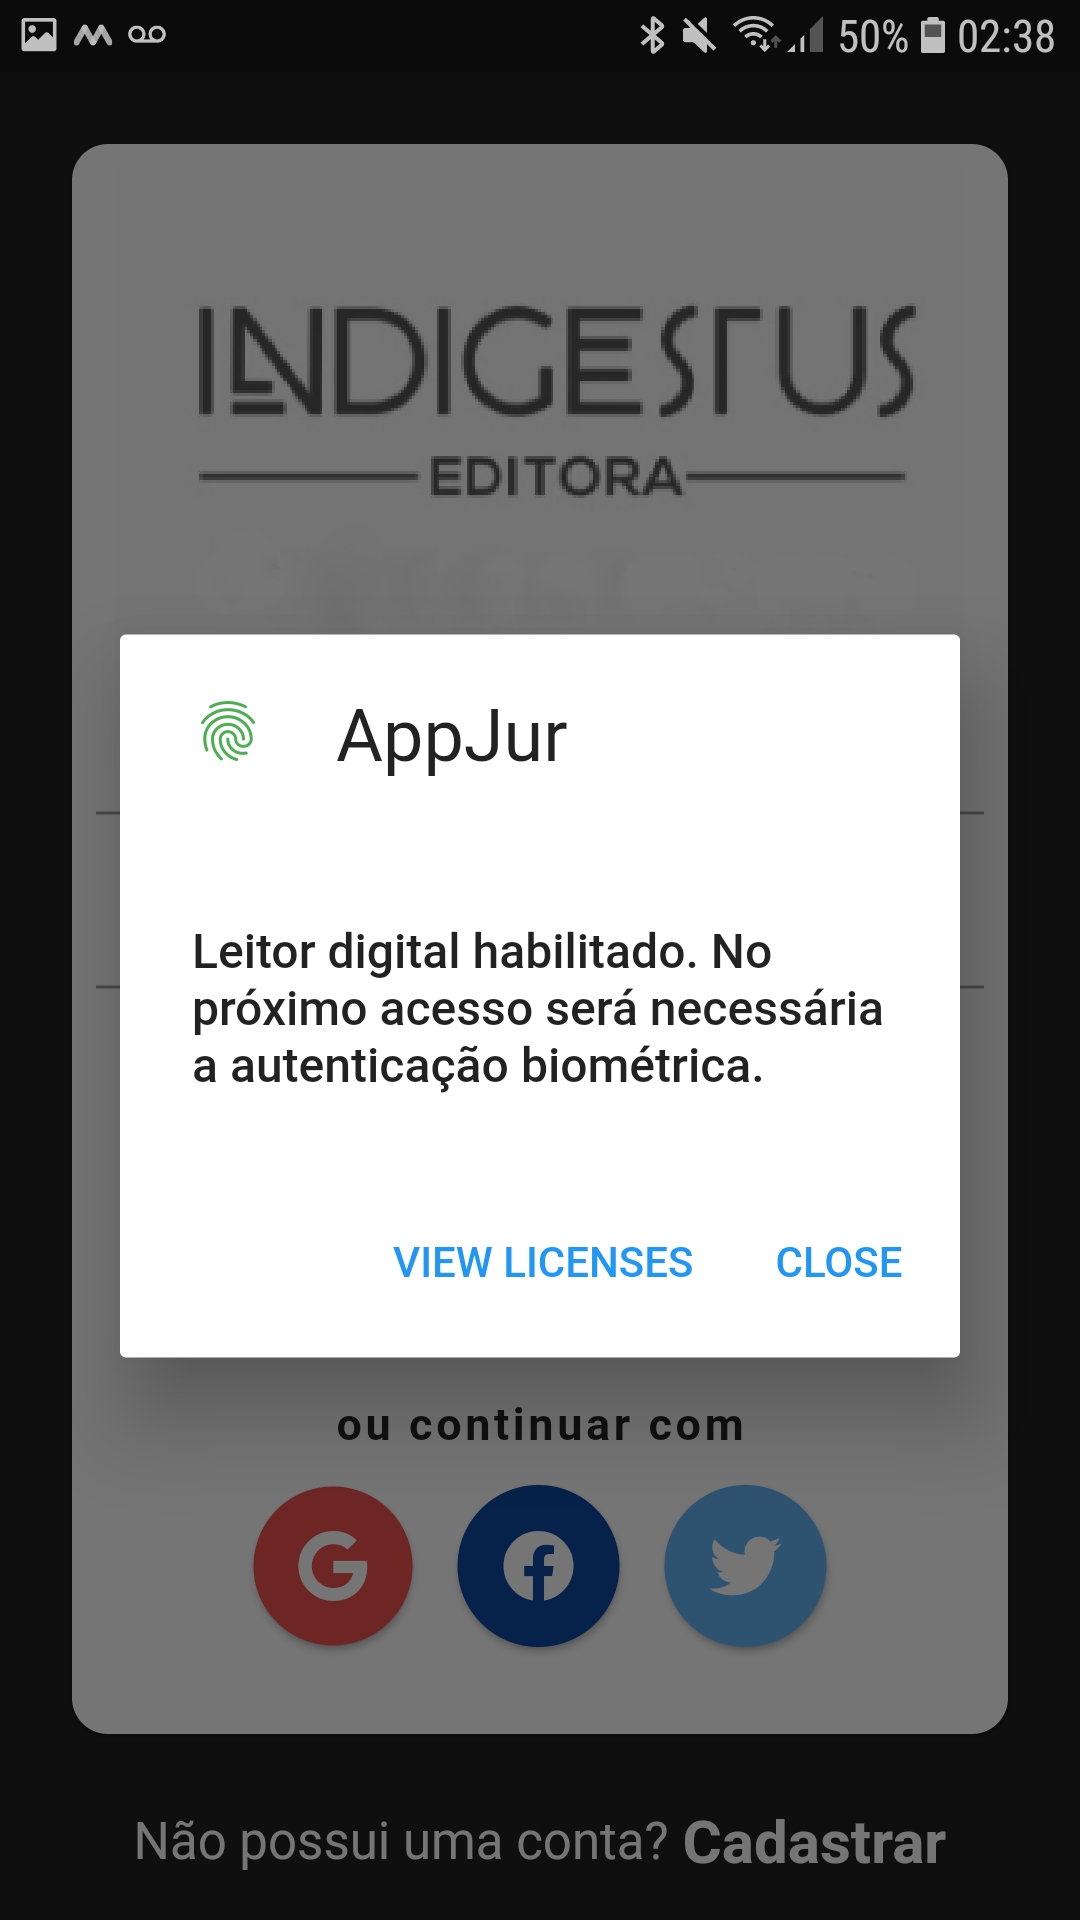 50% 02:38
INDIGESTUS
EDITORA
AppJur
Leitor digital habilitado. No
próximo acesso será necessária
a autenticação biométrica.
VIEW LICENSES CLOSE
ou continuar com
Não possui uma conta? Cadastrar